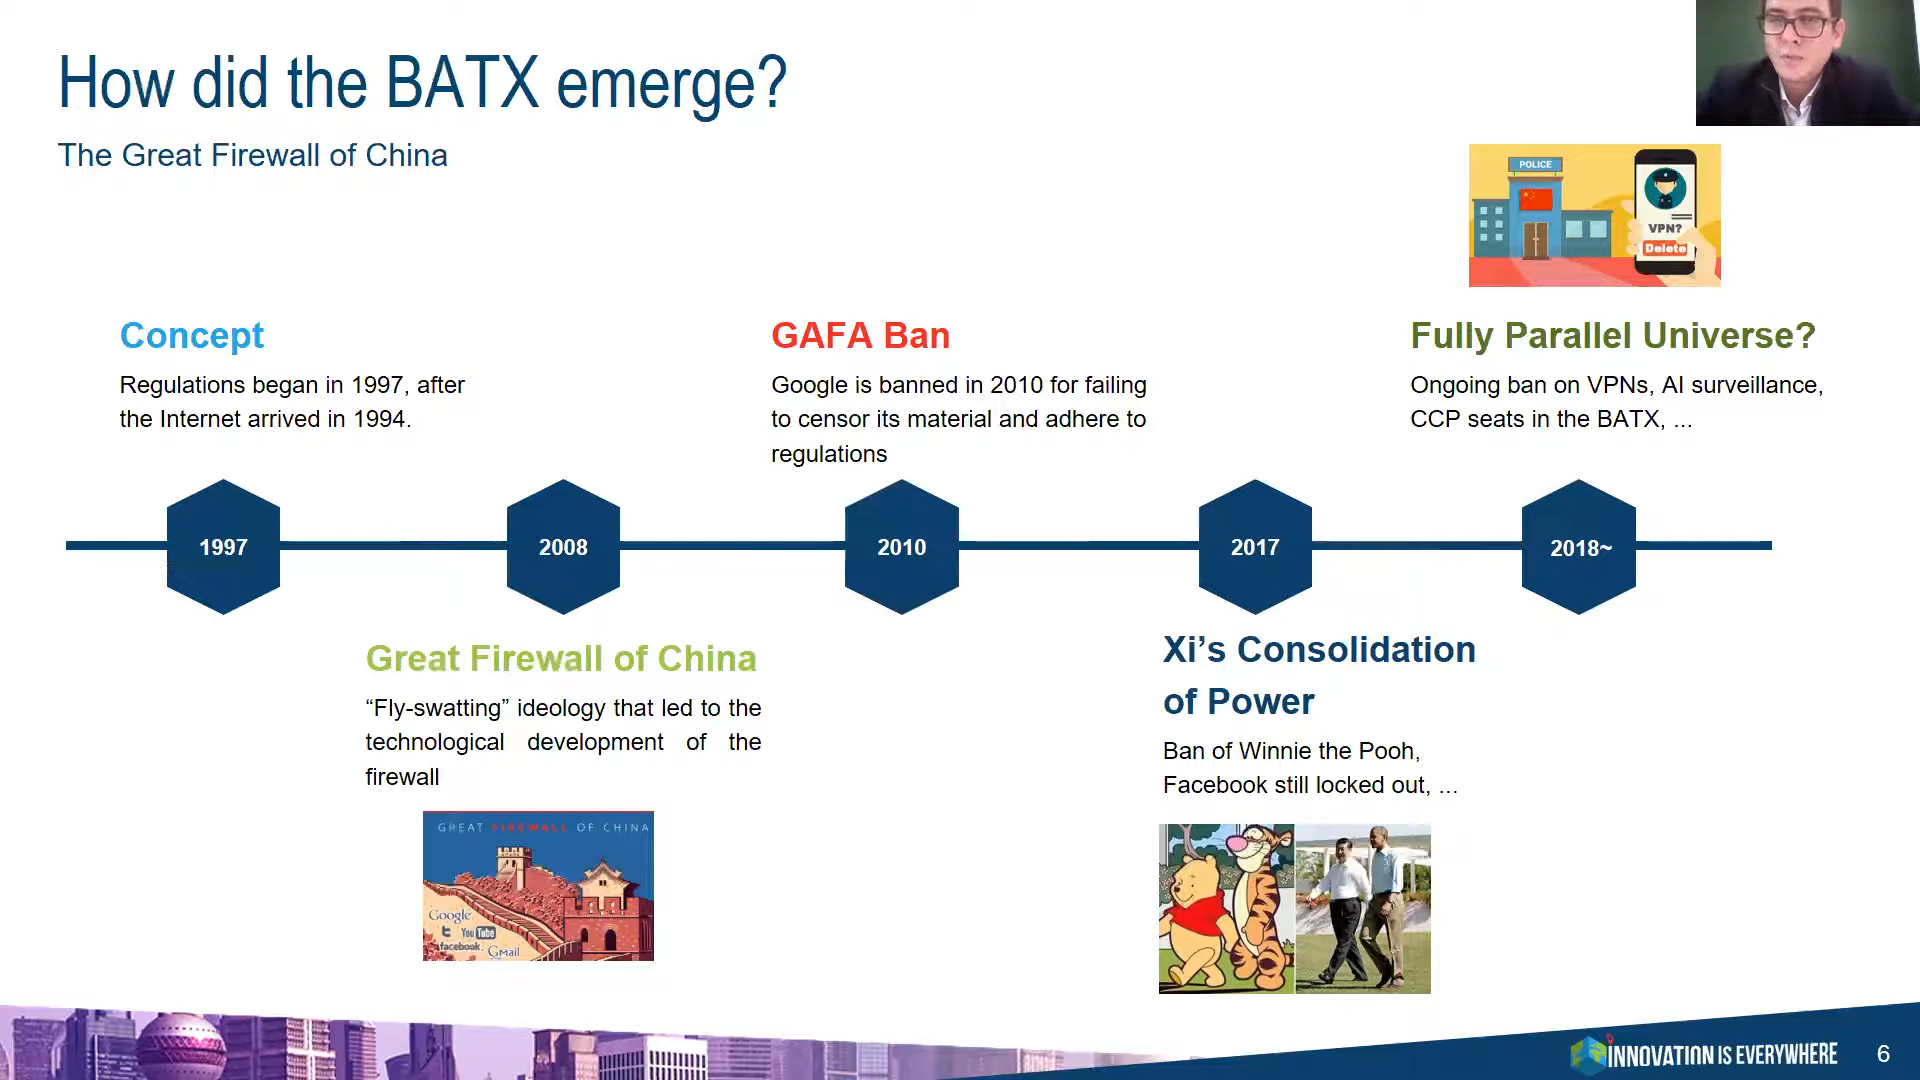 How did the BATX emerge?
The Great Firewall of China
POLICE
VPN?
Delete
Concept
Regulations began in 1997, after
the Internet arrived in 1994.
GAFA Ban
Google is banned in 2010 for failing
to censor its material and adhere to
regulations
Fully Parallel Universe?
Ongoing ban on VPNs, AI surveillance,
CCP seats in the BATX, ...
1997
2008
2010
2017
2018~
Great Firewall of China
“Fly-swatting” ideology that led to the
technological development of the
firewall
GREAT FIREWALL OF CHINA
Google
YouTube
facebook.
GMail
Xi’s Consolidation
of Power
Ban of Winnie the Pooh,
Facebook still locked out, ...
INNOVATION IS EVERYWHERE
6